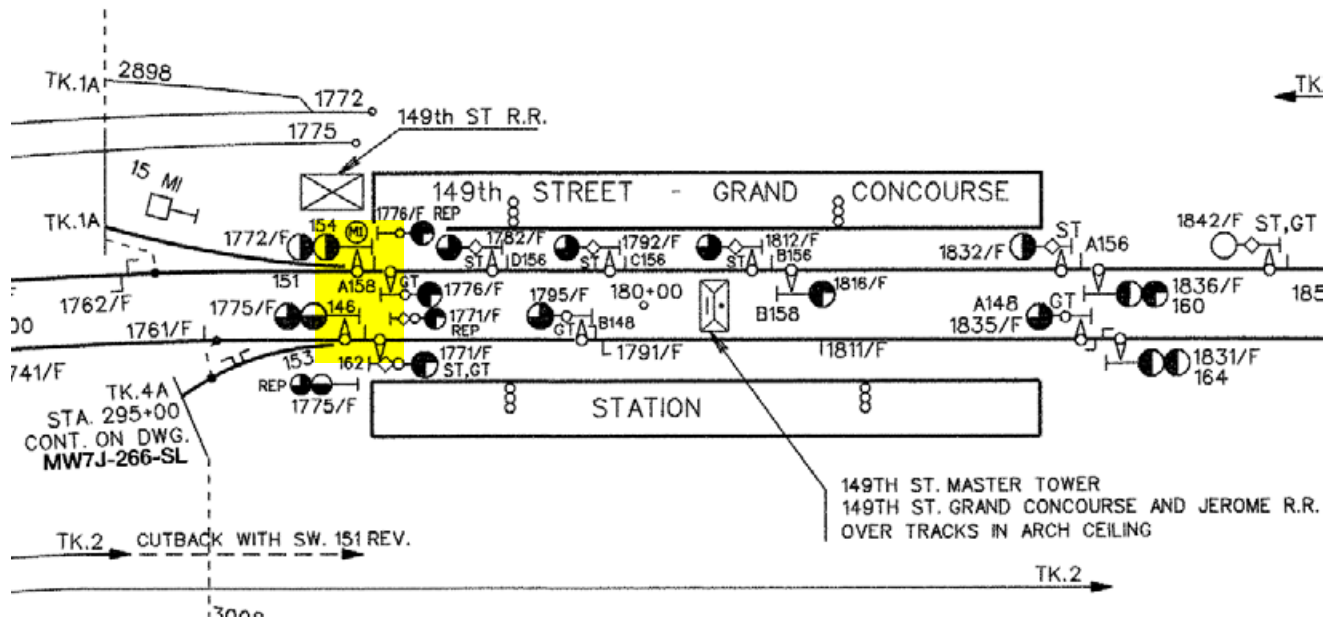 TK.1A
2898
1772
1775
149th ST R.R.
TK.
15 MI
TK.1A
149th STREET - GRAND CONCOURSE
154
MI
1776/F REP
1772/F
1782/F
1792/F
1812/F
1832/F
ST
A156
1842/F
ST,GT
151
A158
GT
ST
D156
ST
C156
ST
B156
1762/F
1776/F
1816/F
1836/F
160
185
1775/F
146
1771/F
REP
1795/F
180+00
B158
A148
GT
1835/F
00
1761/F
GT
B148
1791/F
1811/F
741/F
153
162
1771/F
ST,GT
1831/F
164
TK.4A
REP
1775/F
STA. 295+00
CONT. ON DWG.
MW7J-266-SL
STATION
149TH ST. MASTER TOWER
149TH ST. GRAND CONCOURSE AND JEROME R.R.
OVER TRACKS IN ARCH CEILING
TK.2
CUTBACK WITH SW. 151 REV.
TK.2